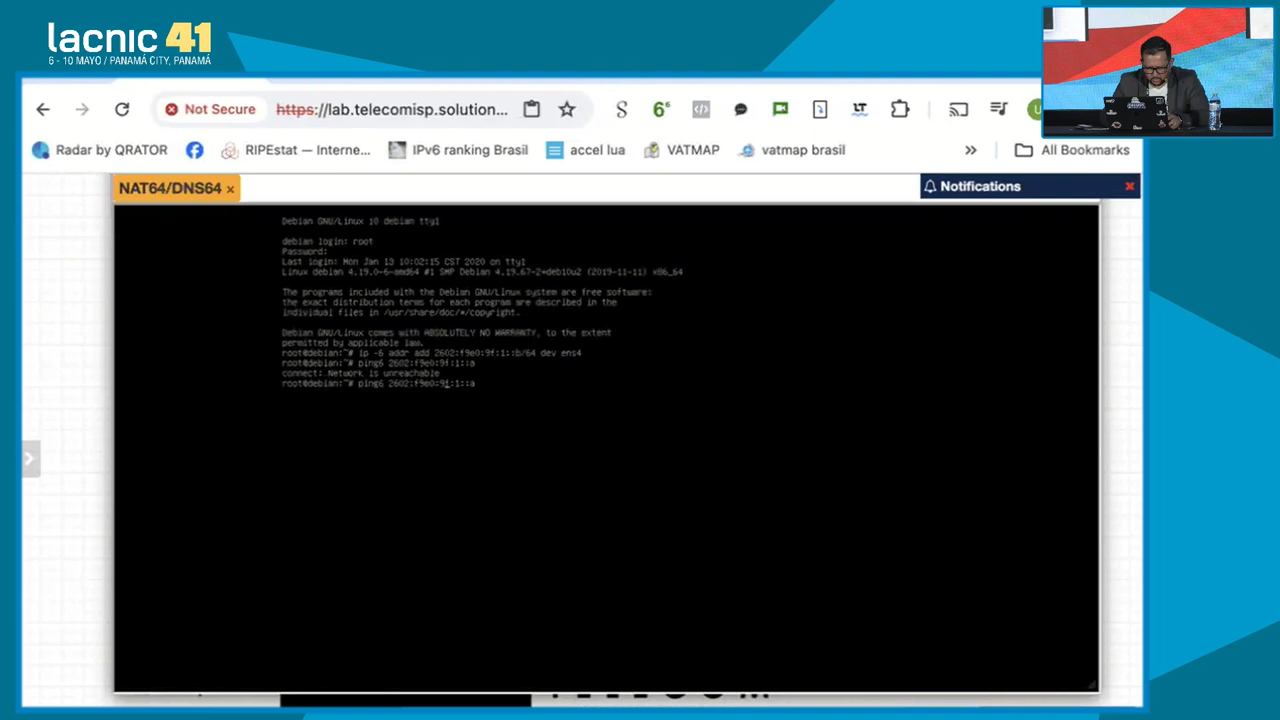 lacnic 41
6 - 10 MAYO / PANAMÁ CITY, PANAMÁ
Not Secure
https://lab.telecomisp.solution...
Radar by QRATOR
RIPEstat — Interne...
IPv6 ranking Brasil
accel lua
VATMAP
vatmap brasil
All Bookmarks
NAT64/DNS64 ×
Notifications
Debian GNU/Linux 10 debian tty1
debian login: root
Password:
Last login: Mon Jan 13 10:02:15 CST 2020 on tty1
Linux debian 4.19.0-6-amd64 #1 SMP Debian 4.19.67-2+deb10u2 (2019-11-11) x86_64
The programs included with the Debian GNU/Linux system are free software;
the exact distribution terms for each program are described in the
individual files in /usr/share/doc/*/copyright.
Debian GNU/Linux comes with ABSOLUTELY NO WARRANTY, to the extent
permitted by applicable law.
root@debian:~# ip -6 addr add 2602:f9e0:9f:1::b/64 dev ens4
root@debian:~# ping6 2602:f9e0:9f:1::a
connect: Network is unreachable
root@debian:~# ping6 2602:f9e0:9f:1::a